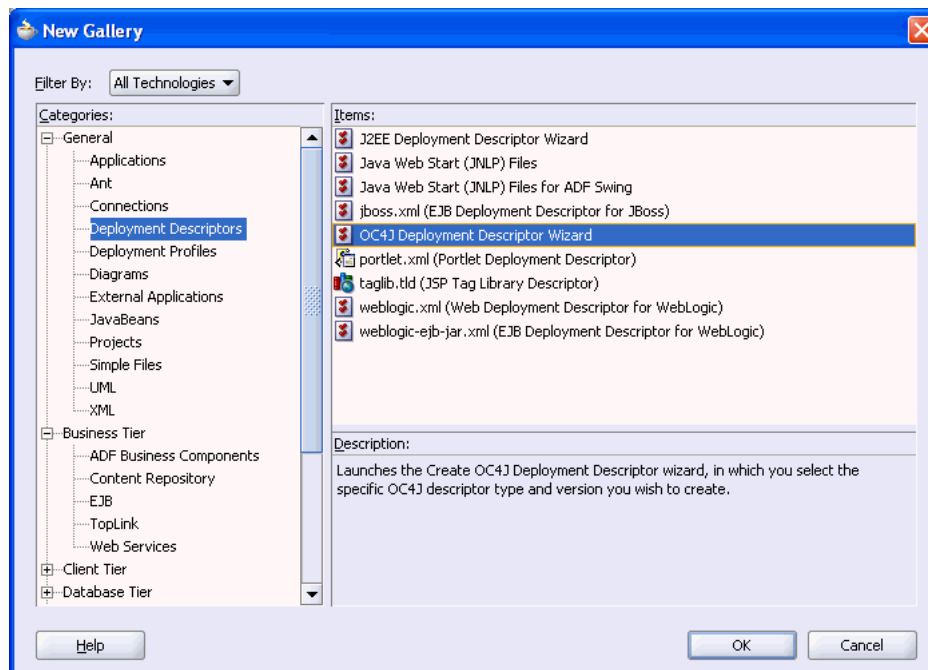 New Gallery
Filter By: All Technologies
Categories:
General
Applications
Ant
Connections
Deployment Descriptors
Deployment Profiles
Diagrams
External Applications
JavaBeans
Projects
Simple Files
UML
XML
Business Tier
ADF Business Components
Content Repository
EJB
TopLink
Web Services
Client Tier
Database Tier
Items:
J2EE Deployment Descriptor Wizard
Java Web Start (JNLP) Files
Java Web Start (JNLP) Files for ADF Swing
jboss.xml (EJB Deployment Descriptor for JBoss)
OC4J Deployment Descriptor Wizard
portlet.xml (Portlet Deployment Descriptor)
taglib.tld (JSP Tag Library Descriptor)
weblogic.xml (Web Deployment Descriptor for WebLogic)
weblogic-ejb-jar.xml (EJB Deployment Descriptor for WebLogic)
Description:
Launches the Create OC4J Deployment Descriptor wizard, in which you select the
specific OC4J descriptor type and version you wish to create.
Help OK Cancel